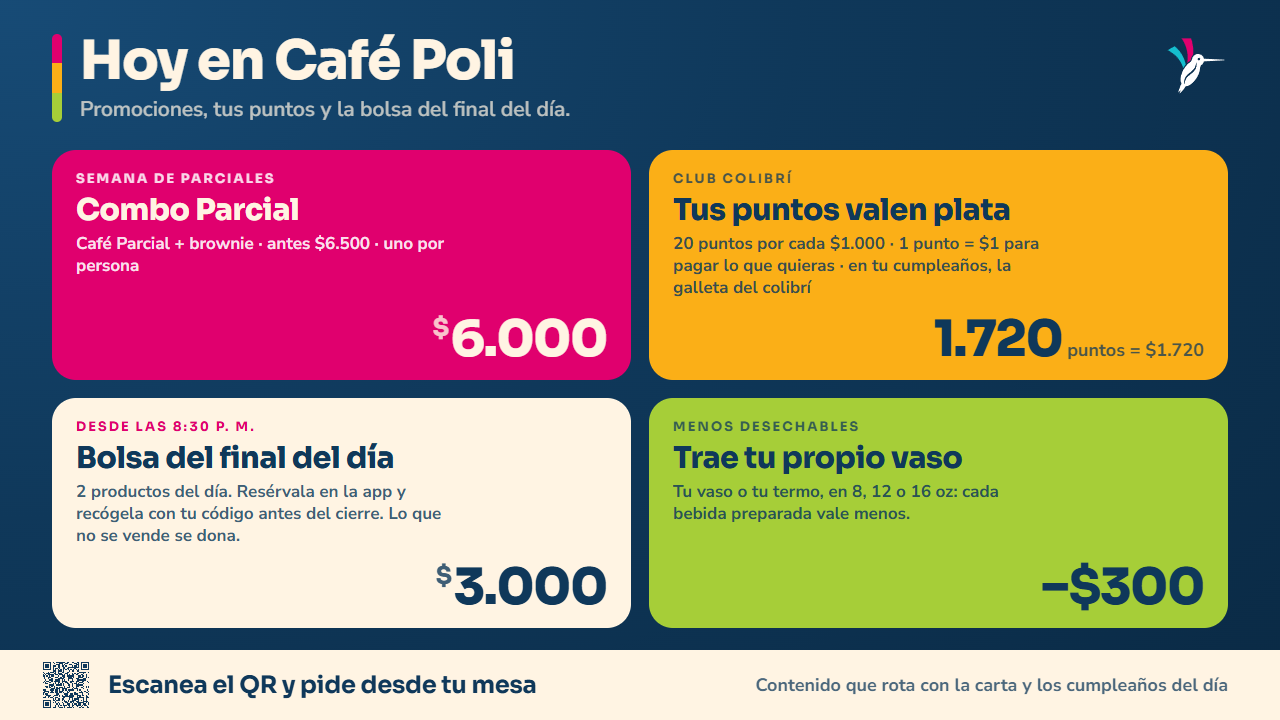 Hoy en Café Poli
Promociones, tus puntos y la bolsa del final del día.
SEMANA DE PARCIALES
Combo Parcial
Café Parcial + brownie · antes $6.500 · uno por
persona
$6.000
CLUB COLIBRÍ
Tus puntos valen plata
20 puntos por cada $1.000 · 1 punto = $1 para
pagar lo que quieras · en tu cumpleaños, la
galleta del colibrí
1.720 puntos = $1.720
DESDE LAS 8:30 P. M.
Bolsa del final del día
2 productos del día. Resérvala en la app y
recógela con tu código antes del cierre. Lo que
no se vende se dona.
$3.000
MENOS DESECHABLES
Trae tu propio vaso
Tu vaso o tu termo, en 8, 12 o 16 oz: cada
bebida preparada vale menos.
−$300
Escanea el QR y pide desde tu mesa
Contenido que rota con la carta y los cumpleaños del día